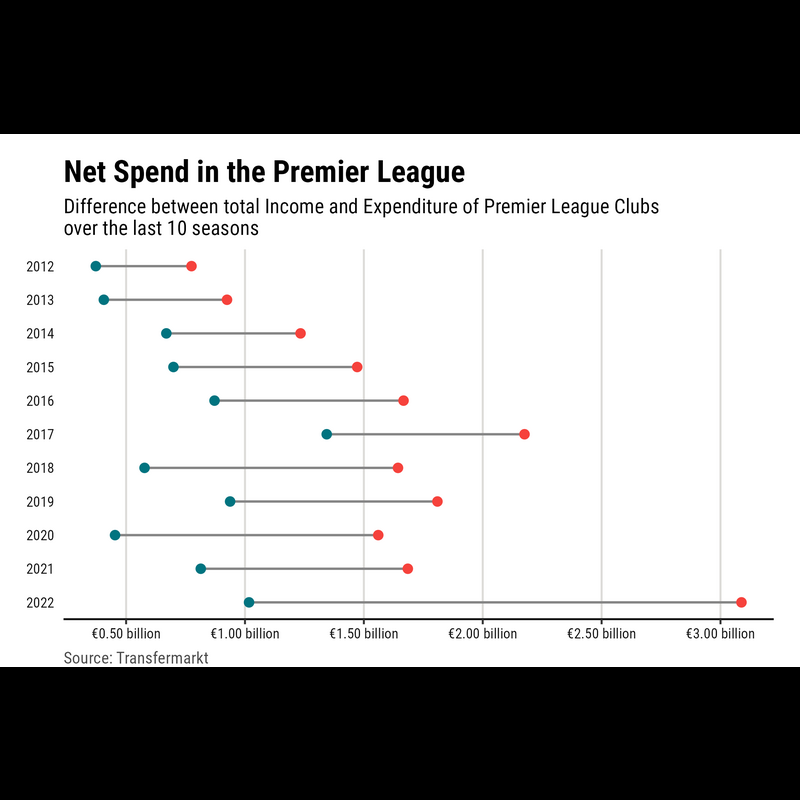 Net Spend in the Premier League
Difference between total Income and Expenditure of Premier League Clubs
over the last 10 seasons
2012
2013
2014
2015
2016
2017
2018
2019
2020
2021
2022
€0.50 billion €1.00 billion €1.50 billion €2.00 billion €2.50 billion €3.00 billion
Source: Transfermarkt